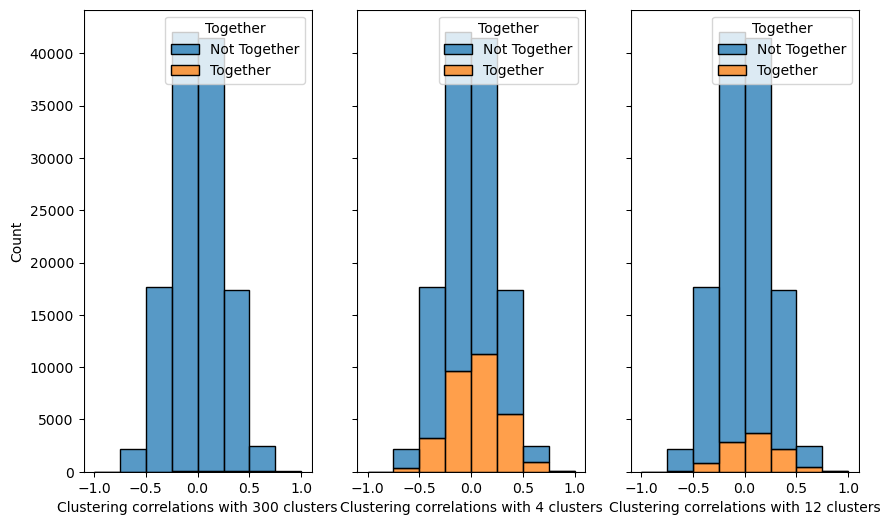 Together
Not Together
Together
Together
Not Together
Together
Together
Not Together
Together
Count
40000
35000
30000
25000
20000
15000
10000
5000
0
−1.0 −0.5 0.0 0.5 1.0
−1.0 −0.5 0.0 0.5 1.0
−1.0 −0.5 0.0 0.5 1.0
Clustering correlations with 300 clusters
Clustering correlations with 4 clusters
Clustering correlations with 12 clusters